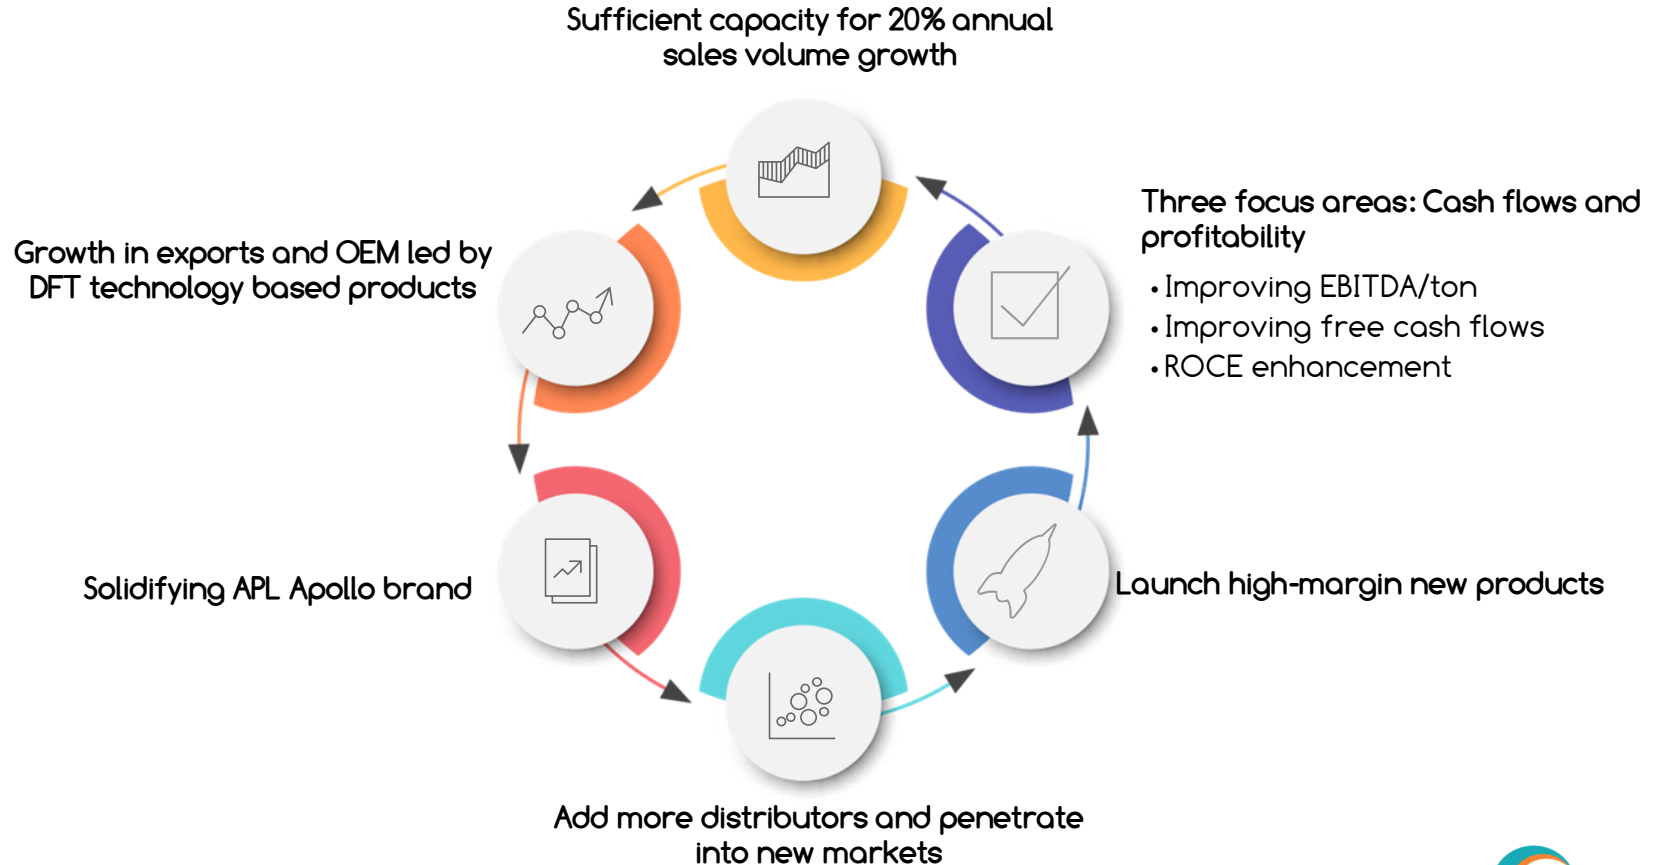 Sufficient capacity for 20% annual
sales volume growth
Three focus areas: Cash flows and
profitability
• Improving EBITDA/ton
• Improving free cash flows
• ROCE enhancement
Growth in exports and OEM led by
DFT technology based products
Solidifying APL Apollo brand
Launch high-margin new products
Add more distributors and penetrate
into new markets